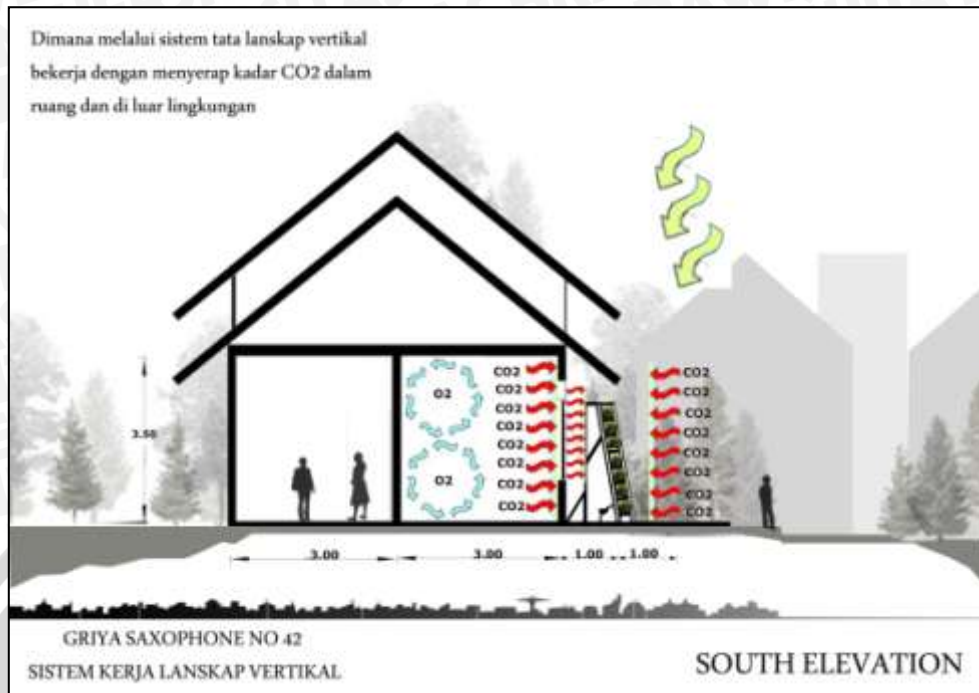 Dimana melalui sistem tata lanskap vertikal
bekerja dengan menyerap kadar CO2 dalam
ruang dan di luar lingkungan
CO2 CO2
CO2 CO2
O2 CO2 CO2
CO2 CO2
CO2 CO2
O2 CO2 CO2
CO2 CO2
CO2 CO2
3.50
3.00 3.00 1.00 1.00
GRIYA SAXOPHONE NO 42
SISTEM KERJA LANSKAP VERTIKAL
SOUTH ELEVATION